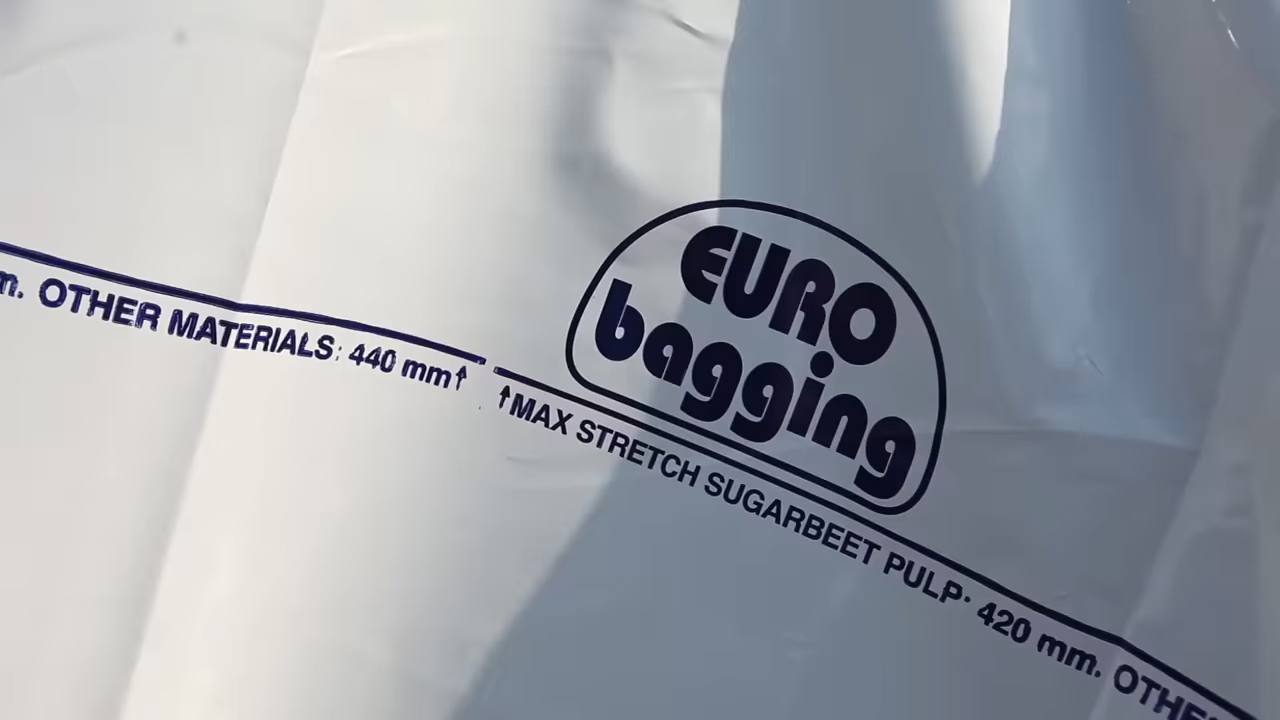 m. OTHER MATERIALS: 440 mm↑
EURO
bagging
↑MAX STRETCH SUGARBEET PULP: 420 mm. OTHE